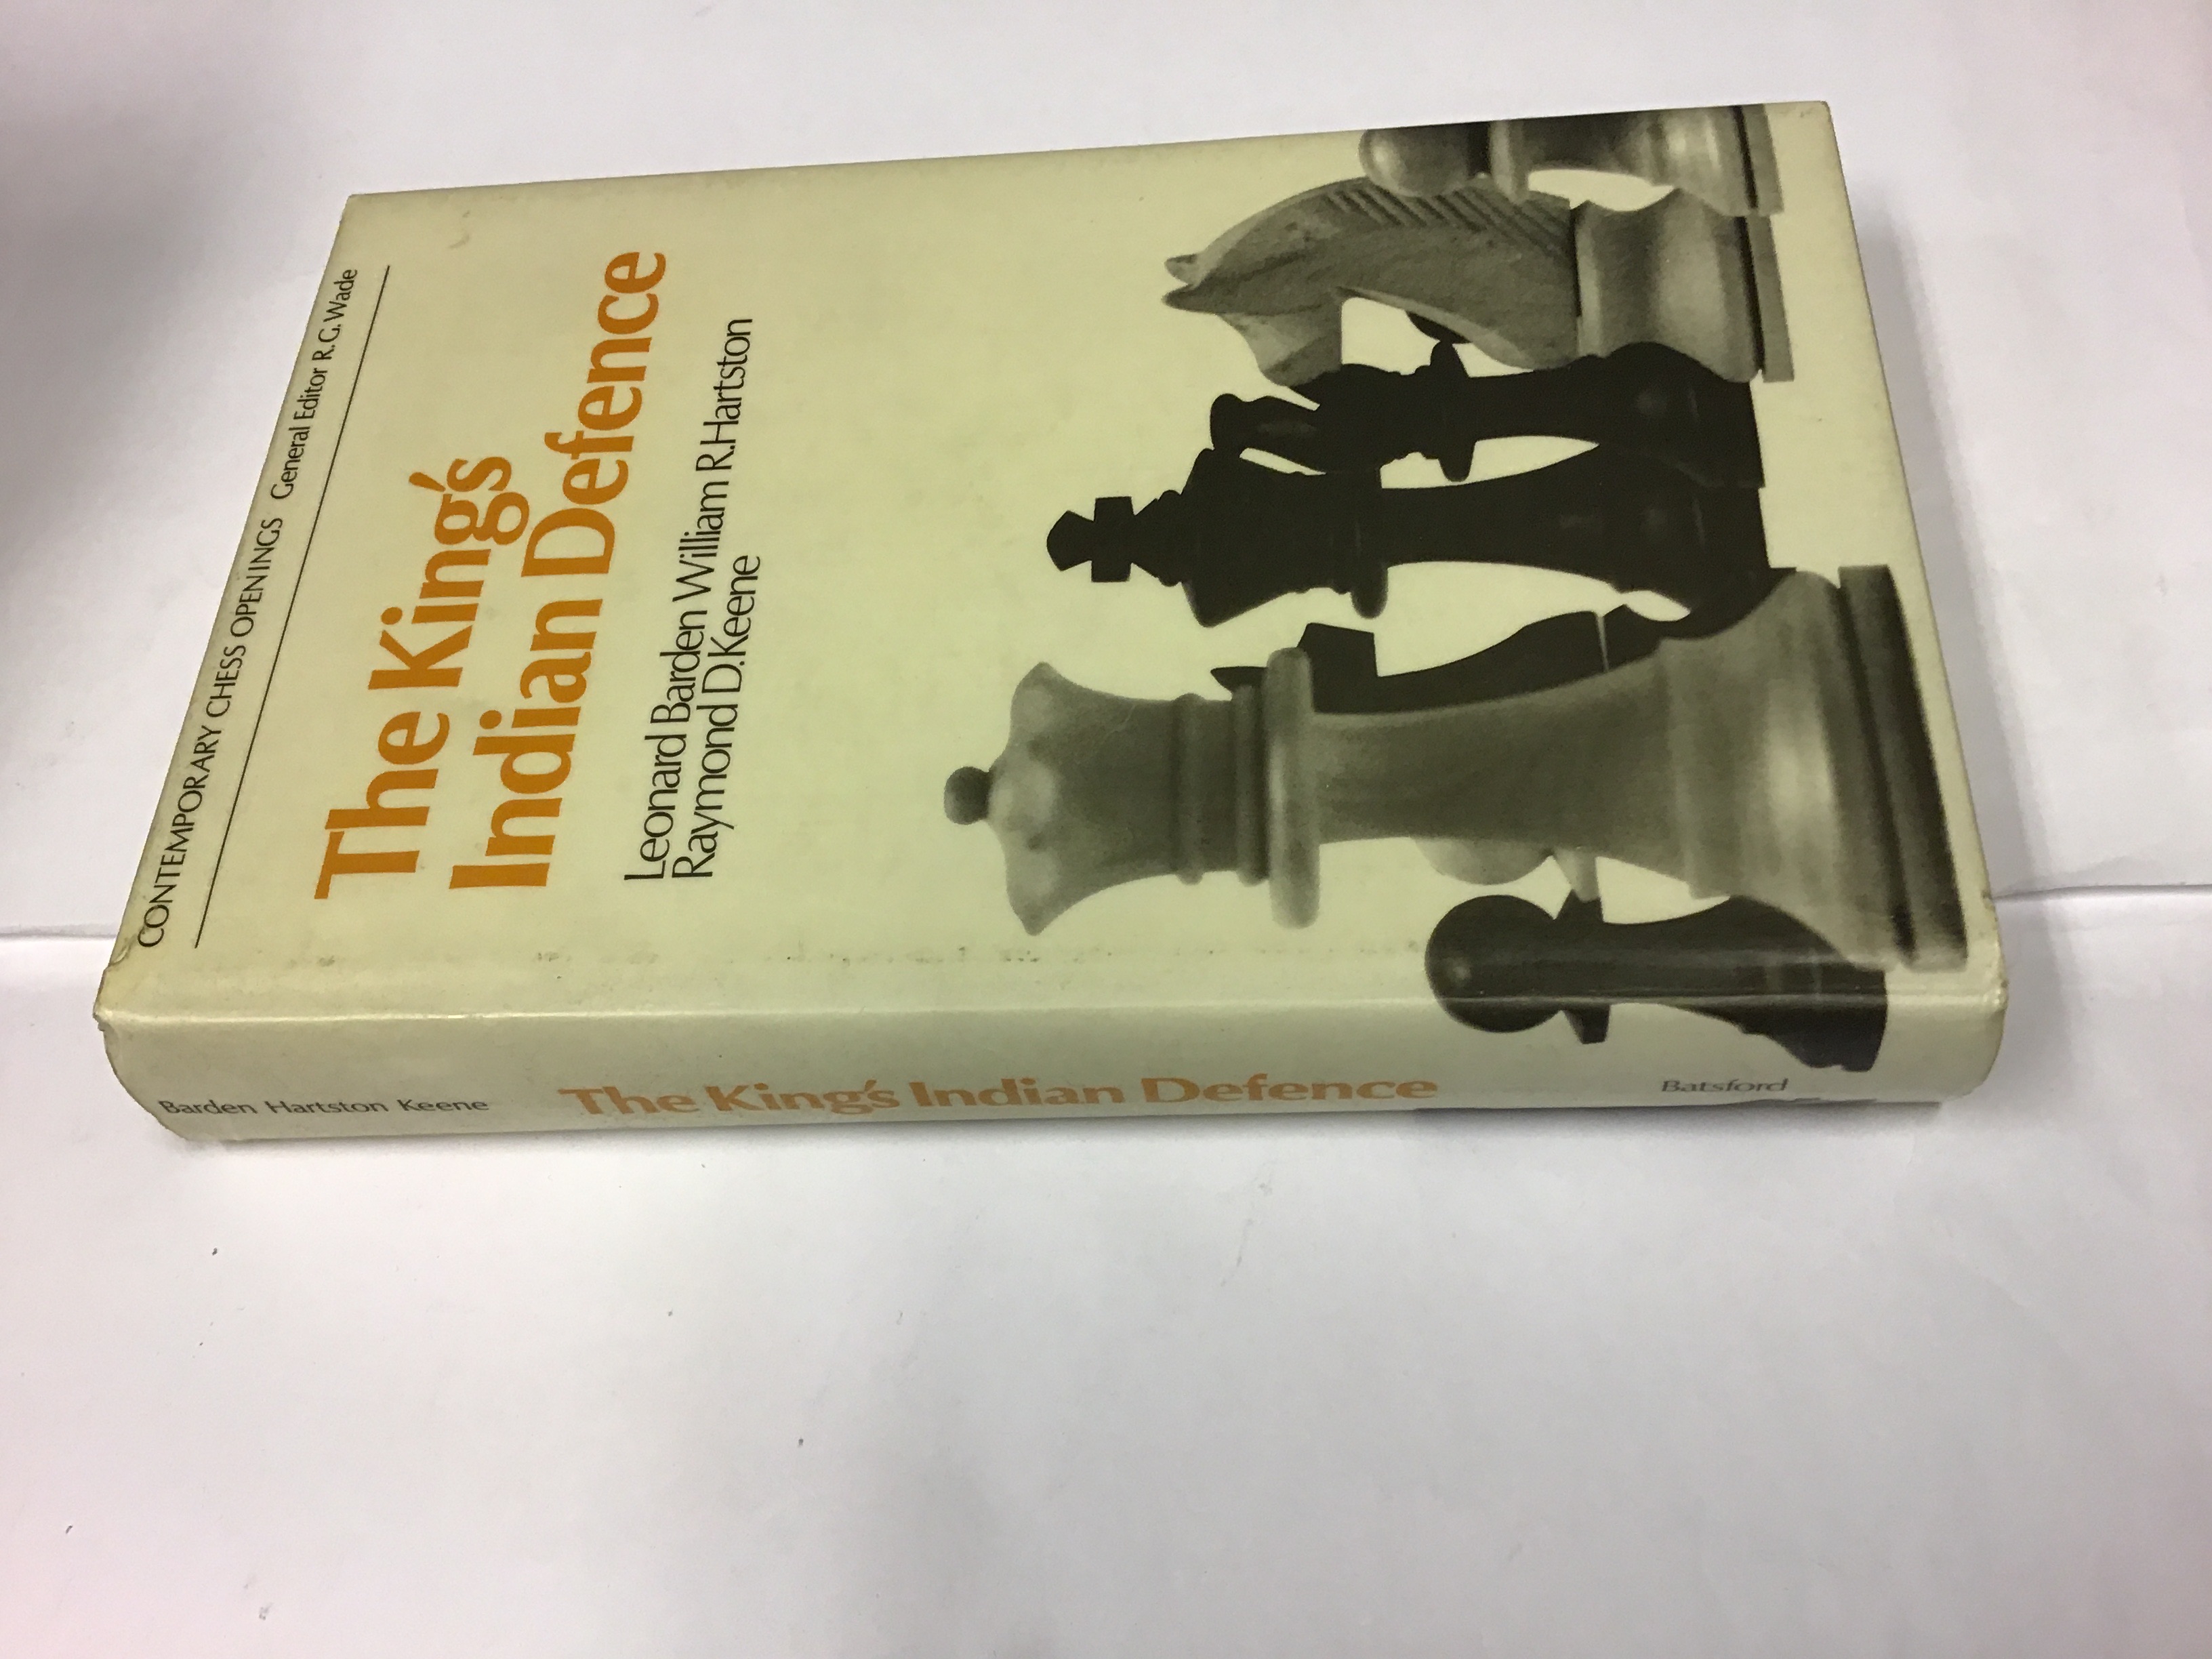 CONTEMPORARY CHESS OPENINGS General Editor R.G. Wade
The King's
Indian Defence
Leonard Barden William R.Hartston
Raymond D.Keene
Barden Hartston Keene The King's Indian Defence Batsford